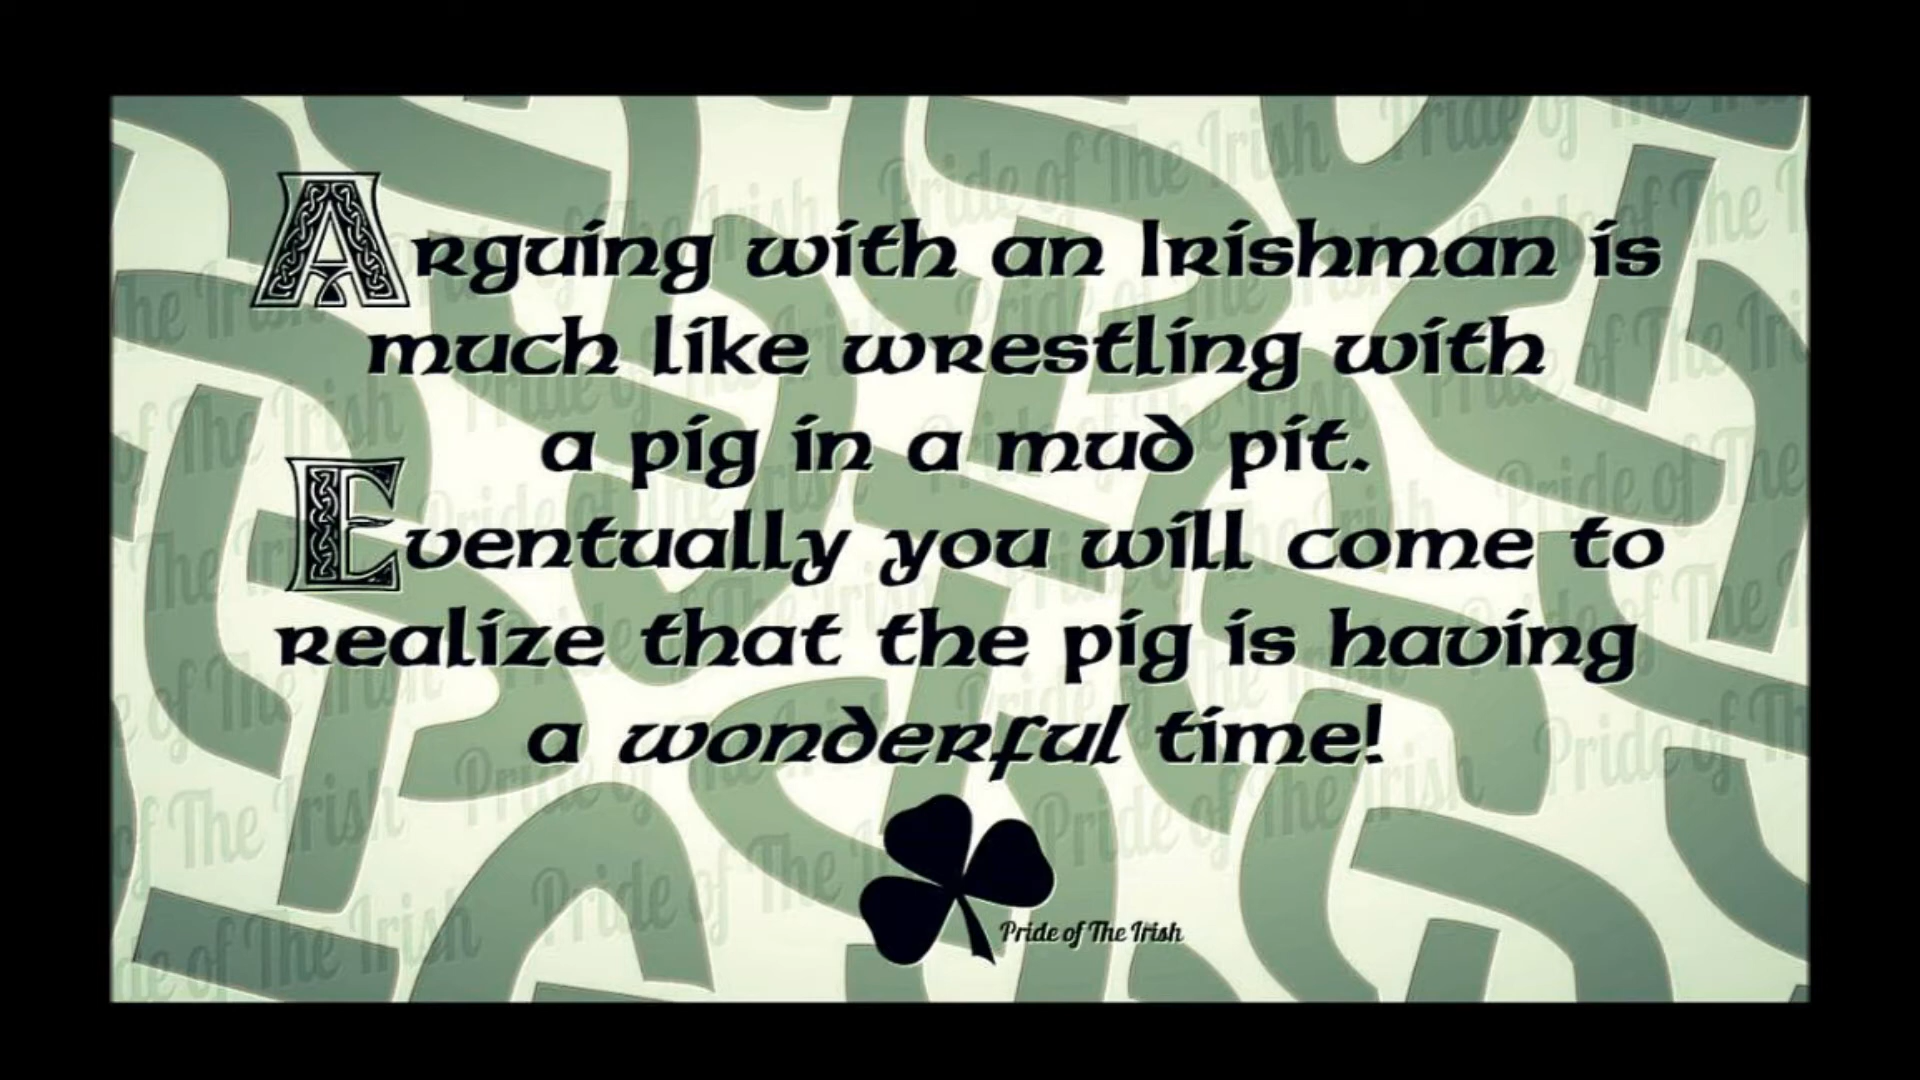 Arguing with an Irishman is
much like wrestling with
a pig in a mud pit.
Eventually you will come to
realize that the pig is having
a wonderful time!
Pride of The Irish